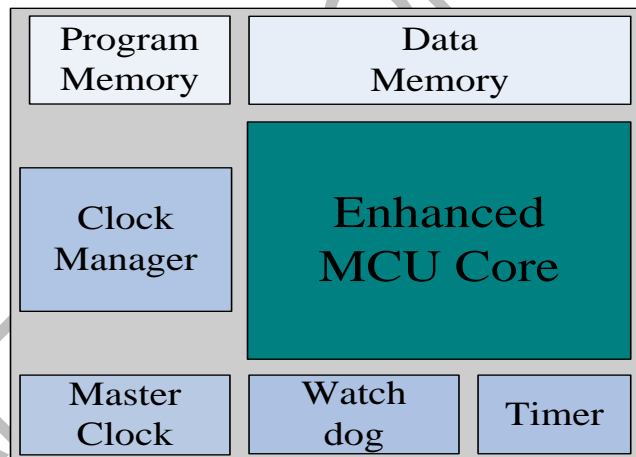 Program
Memory
Data
Memory
Clock
Manager
Enhanced
MCU Core
Master
Clock
Watch
dog
Timer